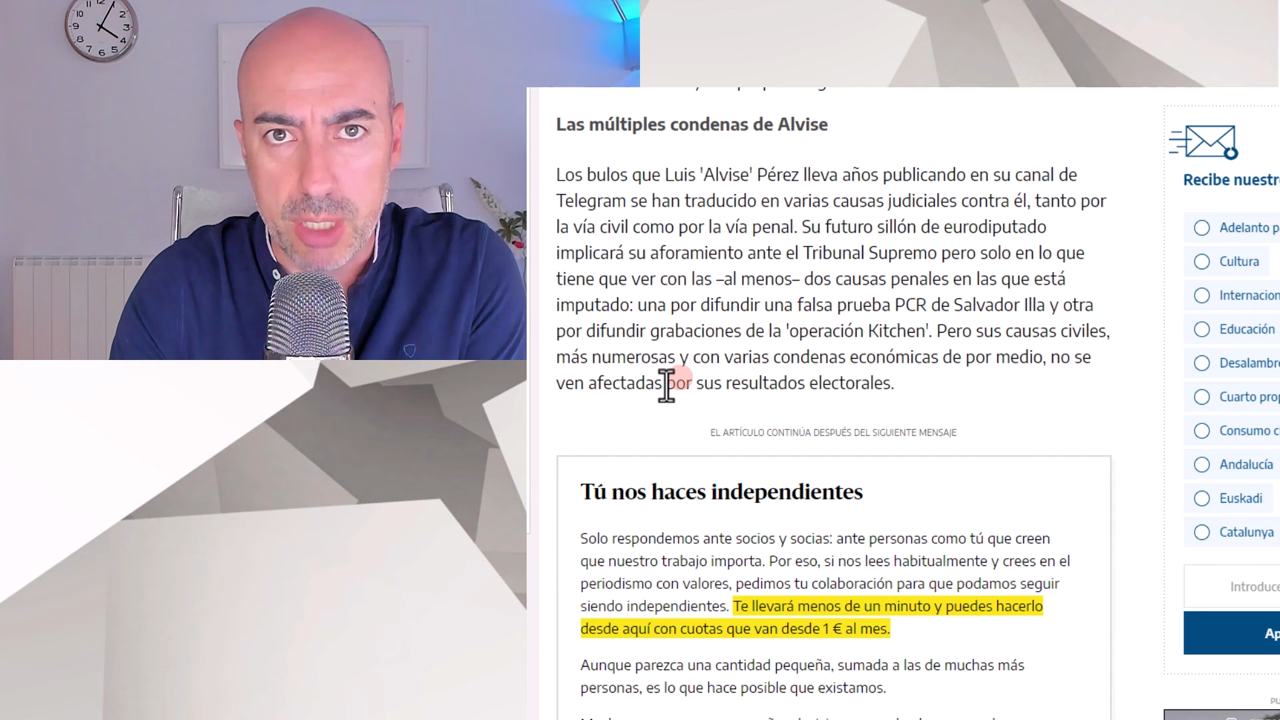 Las múltiples condenas de Alvise
Los bulos que Luis 'Alvise' Pérez lleva años publicando en su canal de
Telegram se han traducido en varias causas judiciales contra él, tanto por
la vía civil como por la vía penal. Su futuro sillón de eurodiputado
implicará su aforamiento ante el Tribunal Supremo pero solo en lo que
tiene que ver con las –al menos– dos causas penales en las que está
imputado: una por difundir una falsa prueba PCR de Salvador Illa y otra
por difundir grabaciones de la 'operación Kitchen'. Pero sus causas civiles,
más numerosas y con varias condenas económicas de por medio, no se
ven afectadas por sus resultados electorales.
EL ARTÍCULO CONTINÚA DESPUÉS DEL SIGUIENTE MENSAJE
Tú nos haces independientes
Solo respondemos ante socios y socias: ante personas como tú que creen
que nuestro trabajo importa. Por eso, si nos lees habitualmente y crees en el
periodismo con valores, pedimos tu colaboración para que podamos seguir
siendo independientes. Te llevará menos de un minuto y puedes hacerlo
desde aquí con cuotas que van desde 1 € al mes.
Aunque parezca una cantidad pequeña, sumada a las de muchas más
personas, es lo que hace posible que existamos.
Recibe nuestr
Adelanto p
Cultura
Internacion
Educación
Desalambr
Cuarto prop
Consumo c
Andalucía
Euskadi
Catalunya
Introduce
Ap